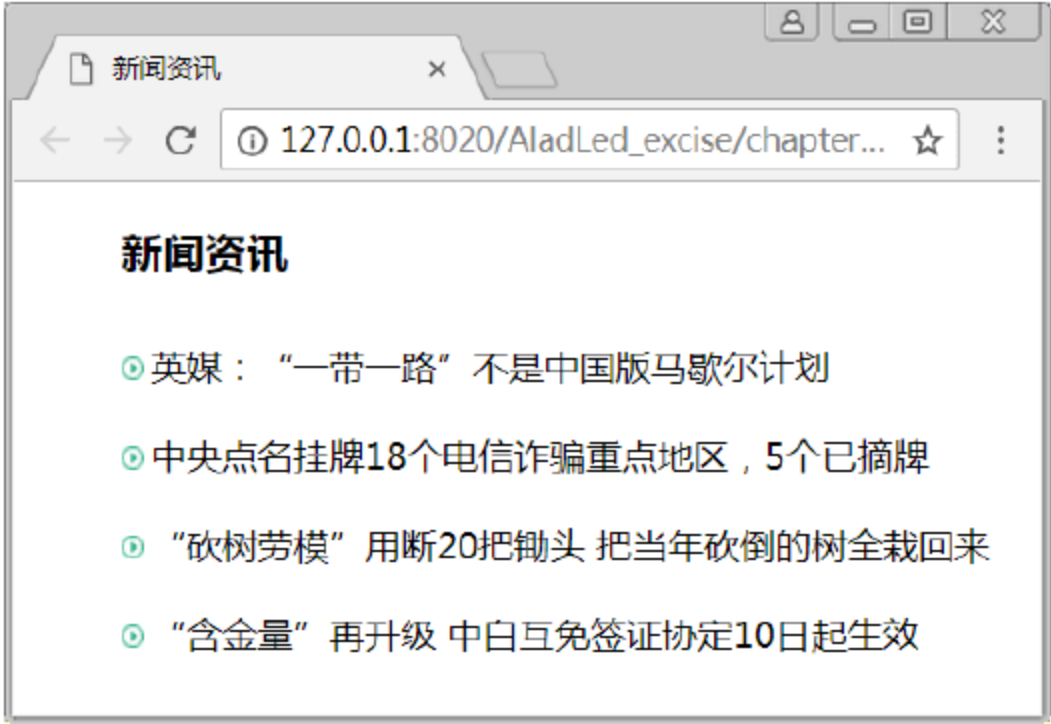 新闻资讯
127.0.0.1:8020/AladLed_excise/chapter...
新闻资讯
英媒：“一带一路”不是中国版马歇尔计划
中央点名挂牌18个电信诈骗重点地区，5个已摘牌
“砍树劳模”用断20把锄头 把当年砍倒的树全栽回来
“含金量”再升级 中白互免签证协定10日起生效